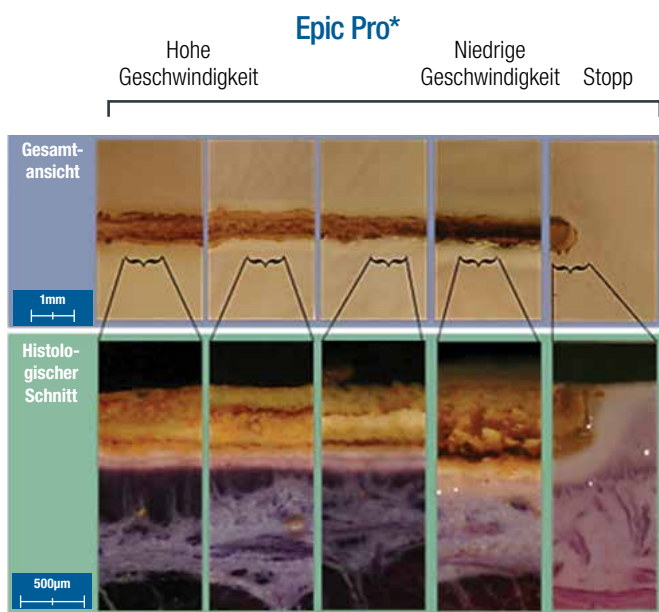 Epic Pro*
Hohe
Geschwindigkeit
Niedrige
Geschwindigkeit
Stopp
Gesamt-
ansicht
1mm
Histolo-
gischer
Schnitt
500µm